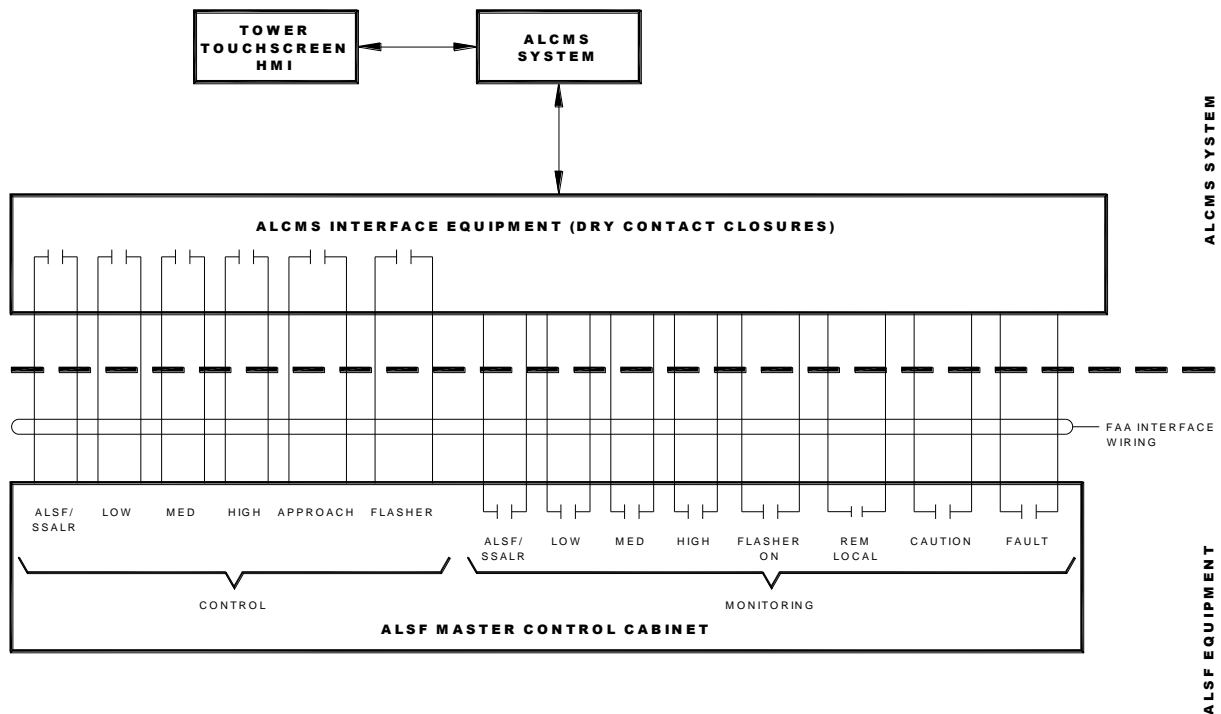 TOWER
TOUCHSCREEN
HMI
ALCMS
SYSTEM
ALCMS SYSTEM
ALCMS INTERFACE EQUIPMENT (DRY CONTACT CLOSURES)
FAA INTERFACE
WIRING
ALSF/
SSALR
LOW
MED
HIGH
APPROACH
FLASHER
ALSF/
SSALR
LOW
MED
HIGH
FLASHER
ON
REM
LOCAL
CAUTION
FAULT
CONTROL
MONITORING
ALSF MASTER CONTROL CABINET
ALSF EQUIPMENT